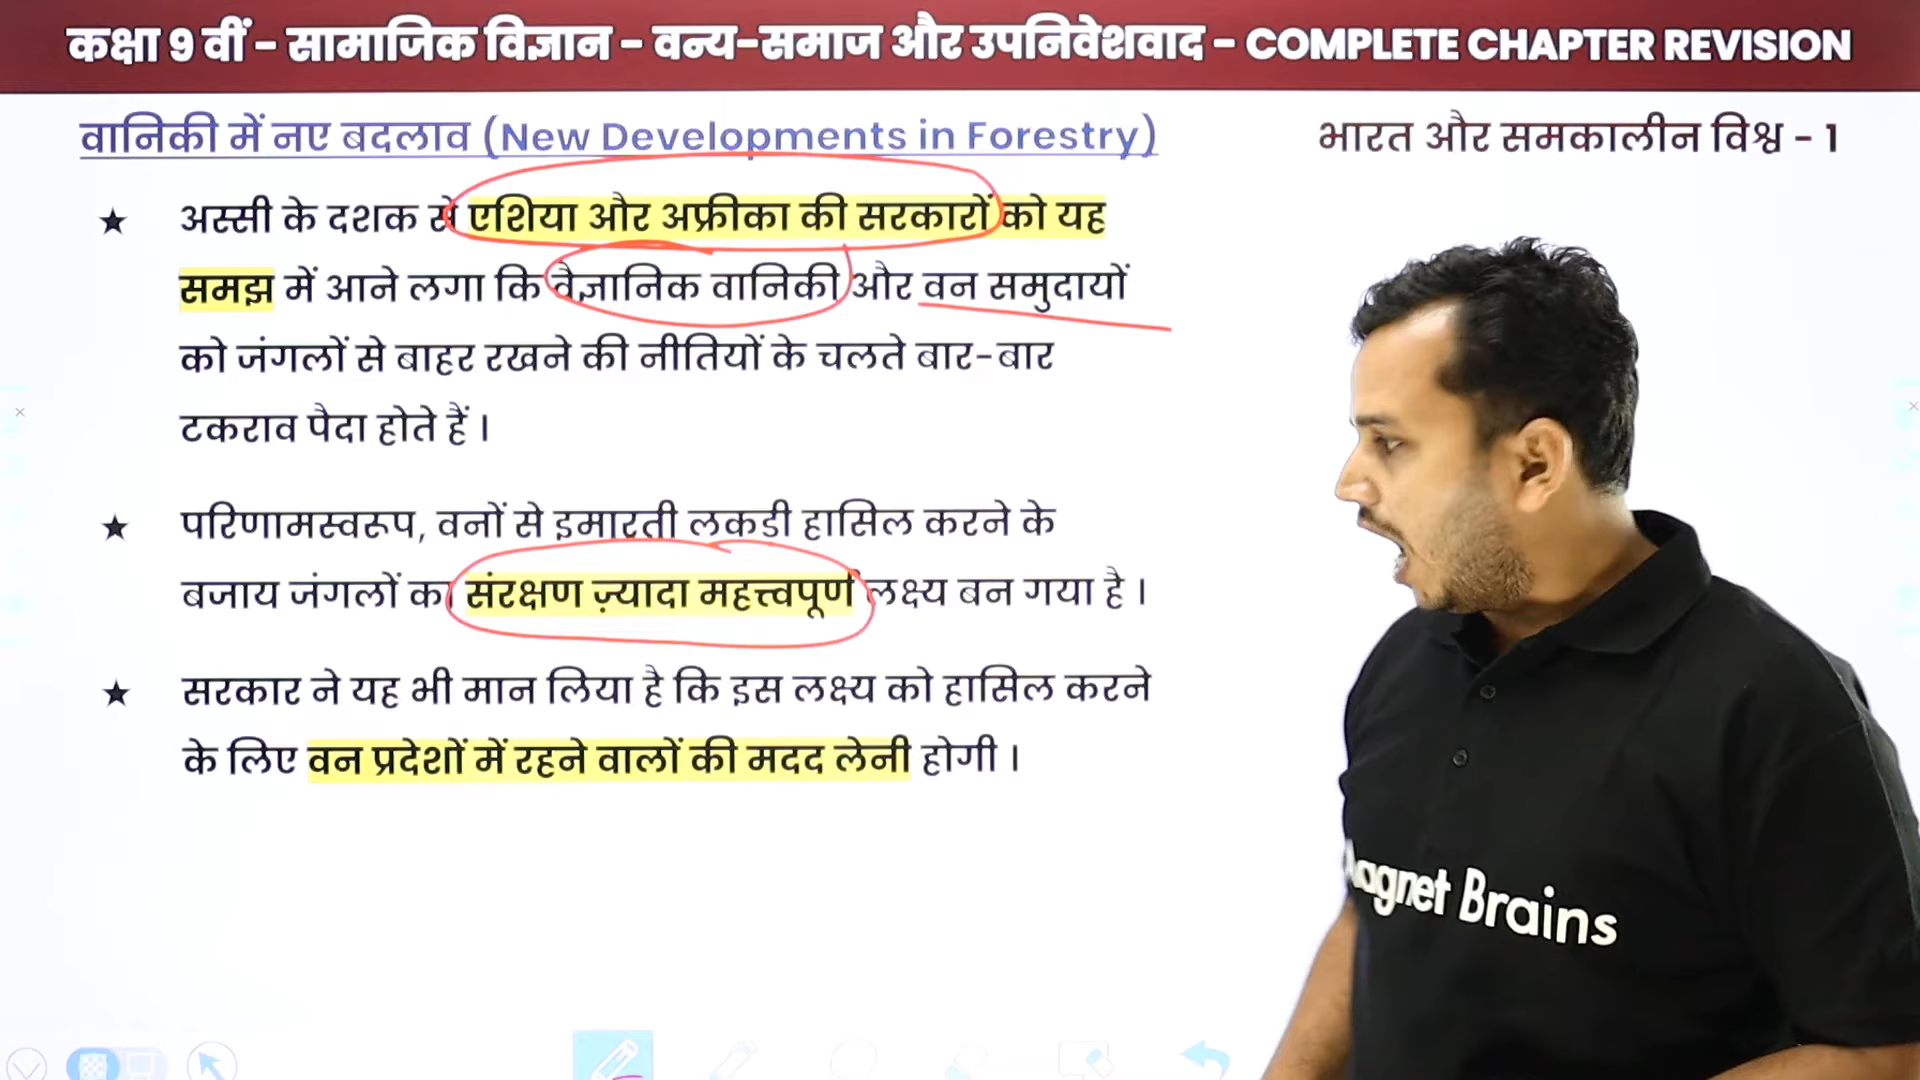 कक्षा 9 वीं - सामाजिक विज्ञान - वन्य-समाज और उपनिवेशवाद - COMPLETE CHAPTER REVISION
वानिकी में नए बदलाव (New Developments in Forestry)
भारत और समकालीन विश्व - 1
★ अस्सी के दशक से एशिया और अफ्रीका की सरकारों को यह
समझ में आने लगा कि वैज्ञानिक वानिकी और वन समुदायों
को जंगलों से बाहर रखने की नीतियों के चलते बार-बार
टकराव पैदा होते हैं ।
★ परिणामस्वरूप, वनों से इमारती लकडी हासिल करने के
बजाय जंगलों का संरक्षण ज़्यादा महत्त्वपूर्ण लक्ष्य बन गया है ।
★ सरकार ने यह भी मान लिया है कि इस लक्ष्य को हासिल करने
के लिए वन प्रदेशों में रहने वालों की मदद लेनी होगी ।
agnet Brains